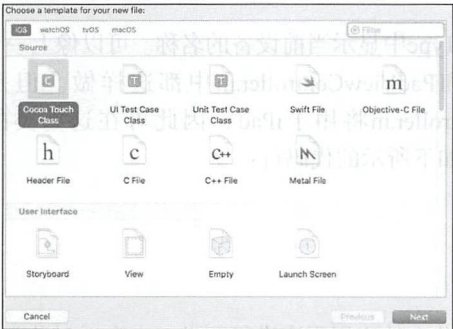 Choose a template for your new file:
iOS watchOS tvOS macOS Filter
Source
C T T m
Cocoa Touch Class UI Test Case Class Unit Test Case Class Swift File Objective-C File
h C C++
Header File C File C++ File Metal File
User Interface
Storyboard View Empty Launch Screen
Cancel Previous Next